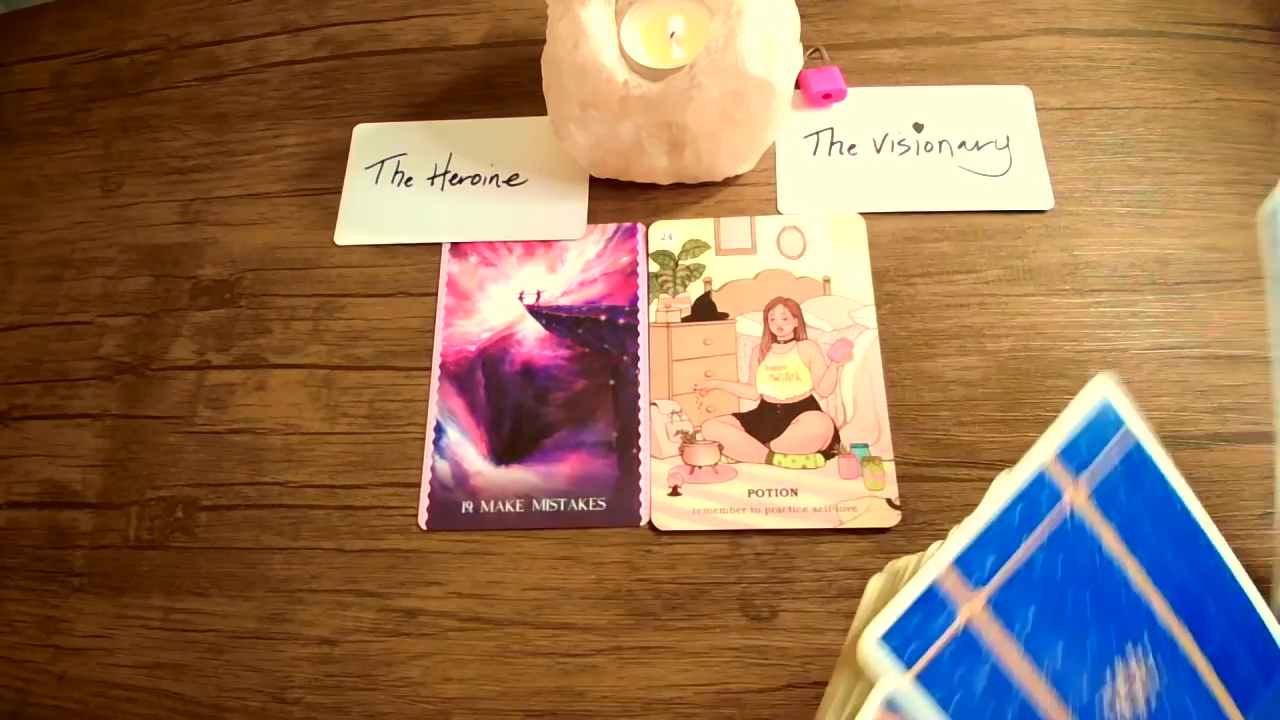 The Heroine
The Visionary
24
19 MAKE MISTAKES
POTION
remember to practice self-love